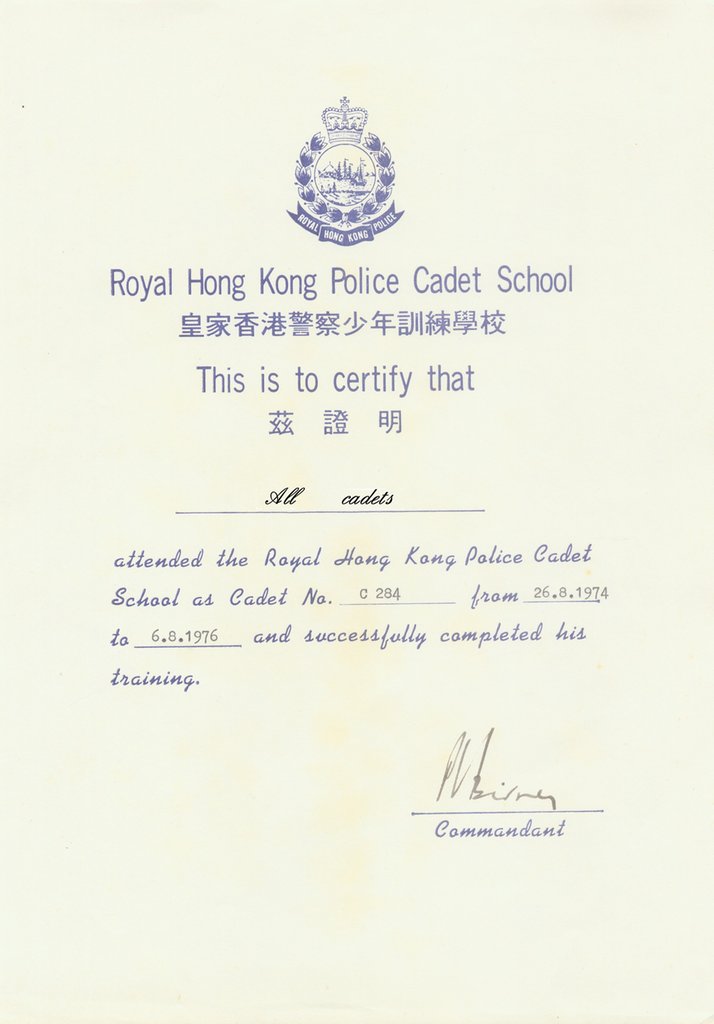 ROYAL HONG KONG POLICE
Royal Hong Kong Police Cadet School
皇家香港警察少年訓練學校
This is to certify that
茲 證 明
All cadets
attended the Royal Hong Kong Police Cadet
School as Cadet No. C 284 from 26.8.1974
to 6.8.1976 and successfully completed his
training.
Commandant